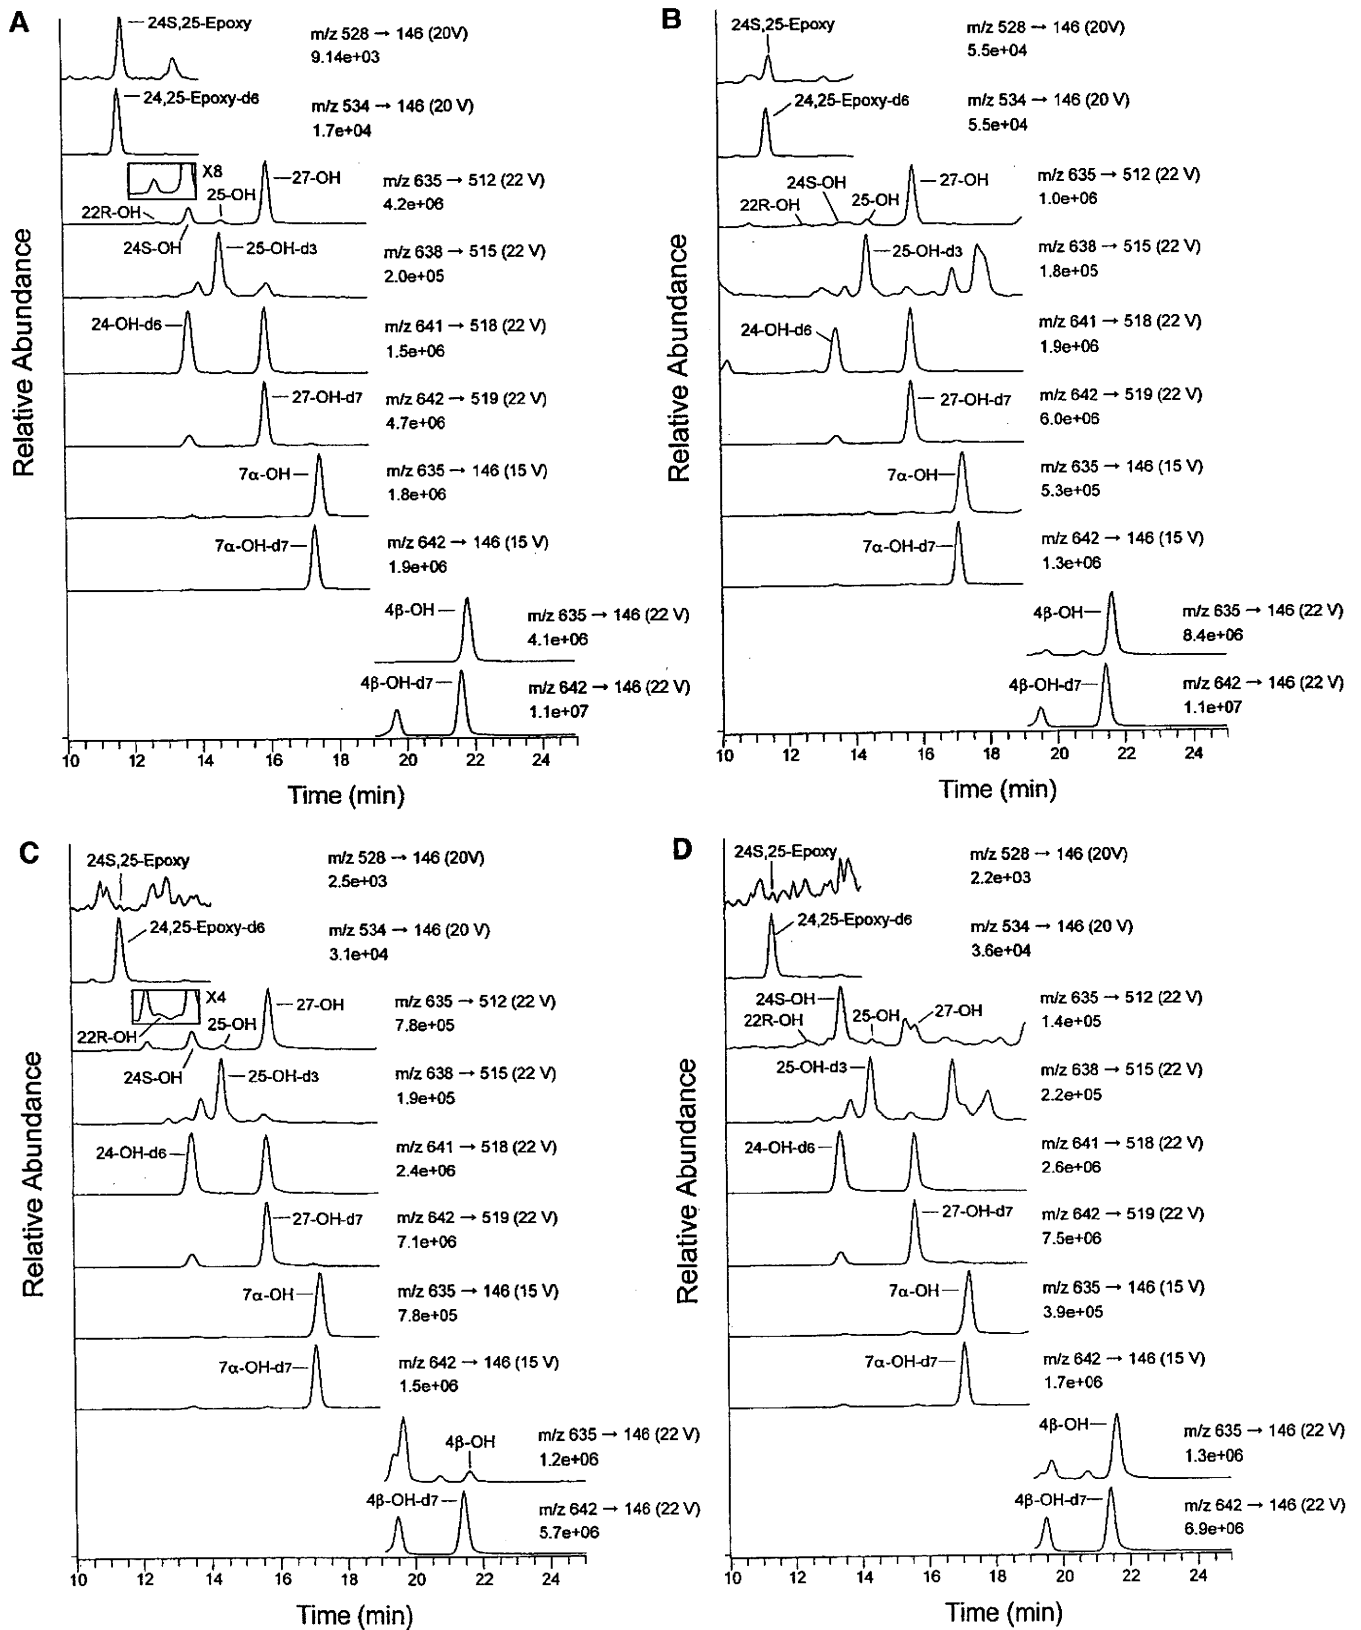 A
24S,25-Epoxy
m/z 528 → 146 (20V)
9.14e+03
24,25-Epoxy-d6
m/z 534 → 146 (20 V)
1.7e+04
X8
22R-OH
24S-OH
25-OH
27-OH
m/z 635 → 512 (22 V)
4.2e+06
25-OH-d3
m/z 638 → 515 (22 V)
2.0e+05
24-OH-d6
m/z 641 → 518 (22 V)
1.5e+06
27-OH-d7
m/z 642 → 519 (22 V)
4.7e+06
7α-OH
m/z 635 → 146 (15 V)
1.8e+06
7α-OH-d7
m/z 642 → 146 (15 V)
1.9e+06
4β-OH
m/z 635 → 146 (22 V)
4.1e+06
4β-OH-d7
m/z 642 → 146 (22 V)
1.1e+07
Relative Abundance
10 12 14 16 18 20 22 24
Time (min)
B
24S,25-Epoxy
m/z 528 → 146 (20V)
5.5e+04
24,25-Epoxy-d6
m/z 534 → 146 (20 V)
5.5e+04
22R-OH
24S-OH
25-OH
27-OH
m/z 635 → 512 (22 V)
1.0e+06
25-OH-d3
m/z 638 → 515 (22 V)
1.8e+05
24-OH-d6
m/z 641 → 518 (22 V)
1.9e+06
27-OH-d7
m/z 642 → 519 (22 V)
6.0e+06
7α-OH
m/z 635 → 146 (15 V)
5.3e+05
7α-OH-d7
m/z 642 → 146 (15 V)
1.3e+06
4β-OH
m/z 635 → 146 (22 V)
8.4e+06
4β-OH-d7
m/z 642 → 146 (22 V)
1.1e+07
Relative Abundance
10 12 14 16 18 20 22 24
Time (min)
C
24S,25-Epoxy
m/z 528 → 146 (20V)
2.5e+03
24,25-Epoxy-d6
m/z 534 → 146 (20 V)
3.1e+04
X4
22R-OH
24S-OH
25-OH
27-OH
m/z 635 → 512 (22 V)
7.8e+05
25-OH-d3
m/z 638 → 515 (22 V)
1.9e+05
24-OH-d6
m/z 641 → 518 (22 V)
2.4e+06
27-OH-d7
m/z 642 → 519 (22 V)
7.1e+06
7α-OH
m/z 635 → 146 (15 V)
7.8e+05
7α-OH-d7
m/z 642 → 146 (15 V)
1.5e+06
4β-OH
m/z 635 → 146 (22 V)
1.2e+06
4β-OH-d7
m/z 642 → 146 (22 V)
5.7e+06
Relative Abundance
10 12 14 16 18 20 22 24
Time (min)
D
24S,25-Epoxy
m/z 528 → 146 (20V)
2.2e+03
24,25-Epoxy-d6
m/z 534 → 146 (20 V)
3.6e+04
24S-OH
22R-OH
25-OH
27-OH
m/z 635 → 512 (22 V)
1.4e+05
25-OH-d3
m/z 638 → 515 (22 V)
2.2e+05
24-OH-d6
m/z 641 → 518 (22 V)
2.6e+06
27-OH-d7
m/z 642 → 519 (22 V)
7.5e+06
7α-OH
m/z 635 → 146 (15 V)
3.9e+05
7α-OH-d7
m/z 642 → 146 (15 V)
1.7e+06
4β-OH
m/z 635 → 146 (22 V)
1.3e+06
4β-OH-d7
m/z 642 → 146 (22 V)
6.9e+06
Relative Abundance
10 12 14 16 18 20 22 24
Time (min)